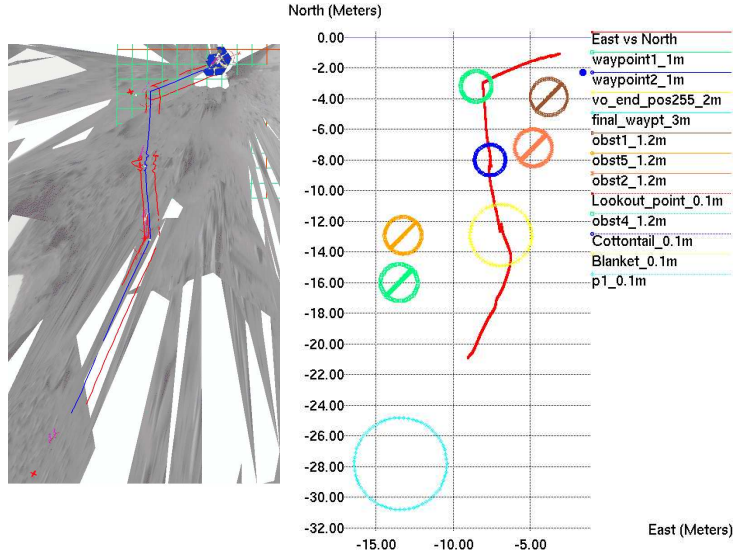 North (Meters)
0.00
-2.00
-4.00
-6.00
-8.00
-10.00
-12.00
-14.00
-16.00
-18.00
-20.00
-22.00
-24.00
-26.00
-28.00
-30.00
-32.00
-15.00
-10.00
-5.00
East (Meters)
East vs North
waypoint1_1m
waypoint2_1m
vo_end_pos255_2m
final_waypt_3m
obst1_1.2m
obst5_1.2m
obst2_1.2m
Lookout_point_0.1m
obst4_1.2m
Cottontail_0.1m
Blanket_0.1m
p1_0.1m